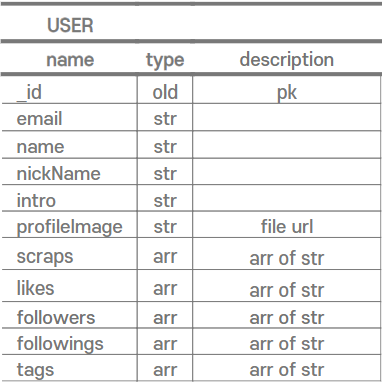 USER
name type description
_id old pk
email str
name str
nickName str
intro str
profileImage str file url
scraps arr arr of str
likes arr arr of str
followers arr arr of str
followings arr arr of str
tags arr arr of str